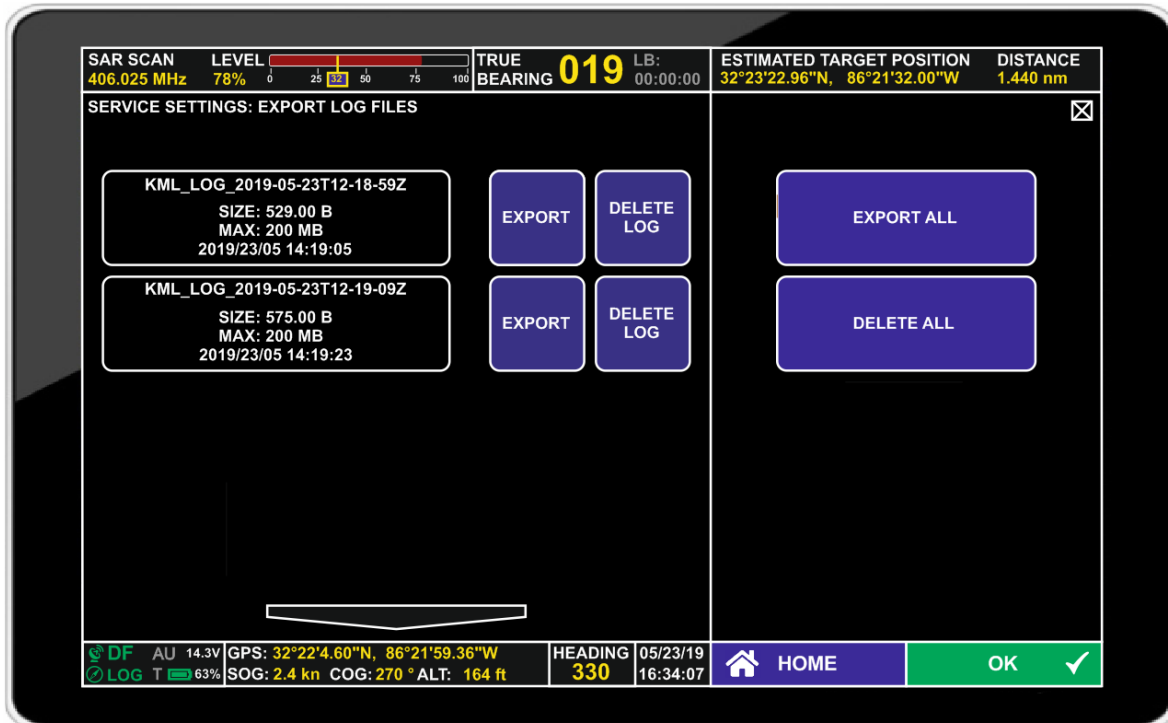 SAR SCAN LEVEL
406.025 MHz 78% 0 25 32 50 75 100
TRUE
BEARING 019
LB:
00:00:00
ESTIMATED TARGET POSITION DISTANCE
32°23'22.96"N, 86°21'32.00"W 1.440 nm
SERVICE SETTINGS: EXPORT LOG FILES
KML_LOG_2019-05-23T12-18-59Z
SIZE: 529.00 B
MAX: 200 MB
2019/23/05 14:19:05
EXPORT
DELETE
LOG
EXPORT ALL
KML_LOG_2019-05-23T12-19-09Z
SIZE: 575.00 B
MAX: 200 MB
2019/23/05 14:19:23
EXPORT
DELETE
LOG
DELETE ALL
DF AU 14.3V
LOG T 63%
GPS: 32°22'4.60"N, 86°21'59.36"W
SOG: 2.4 kn COG: 270 ° ALT: 164 ft
HEADING
330
05/23/19
16:34:07
HOME
OK